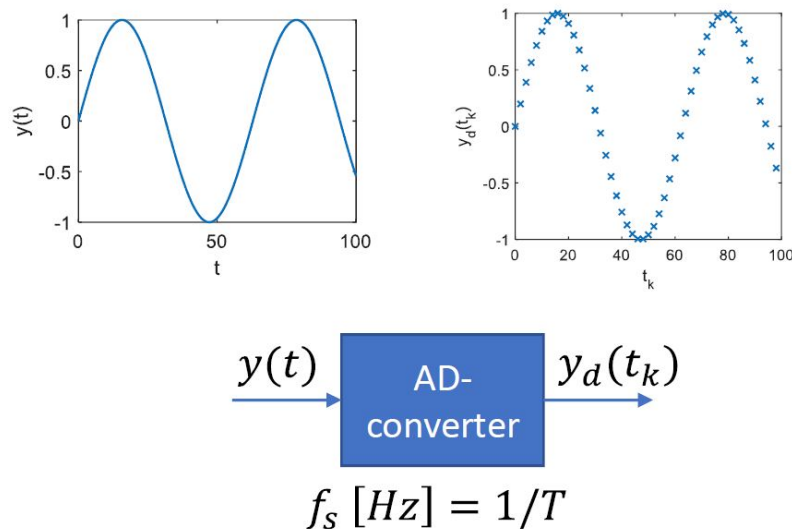 1
0.5
0
-0.5
-1
y(t)
0
50
100
t
1
0.5
0
-0.5
-1
y_d(t_k)
0
20
40
60
80
100
t_k
y(t)
AD-
converter
y_d(t_k)
f_s [Hz] = 1/T